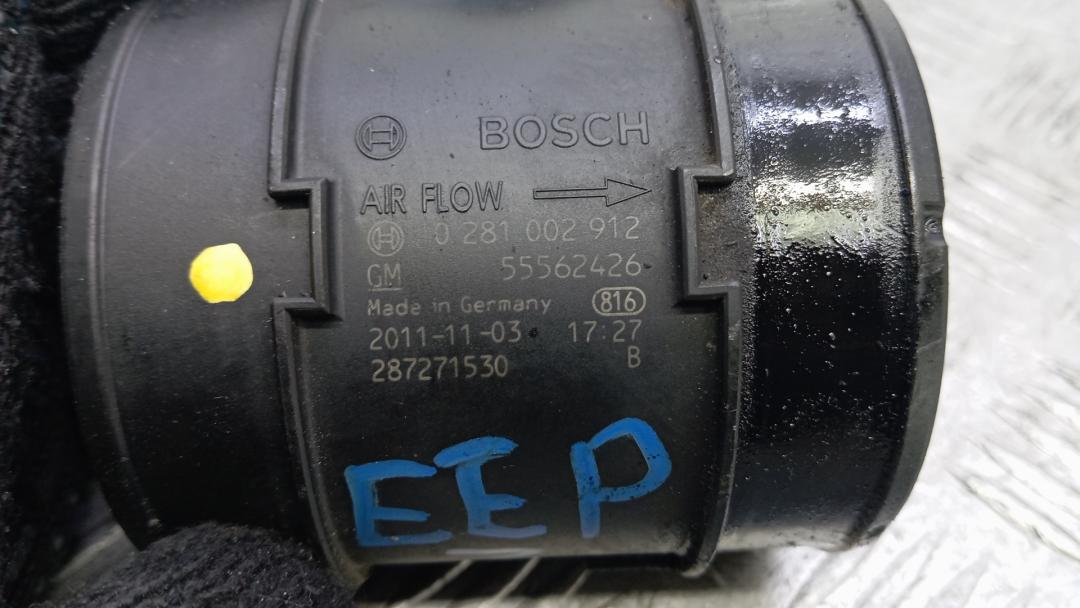 BOSCH
AIR FLOW
0 281 002 912
GM 55562426
Made in Germany 816
2011-11-03 17:27
287271530 B
EEP